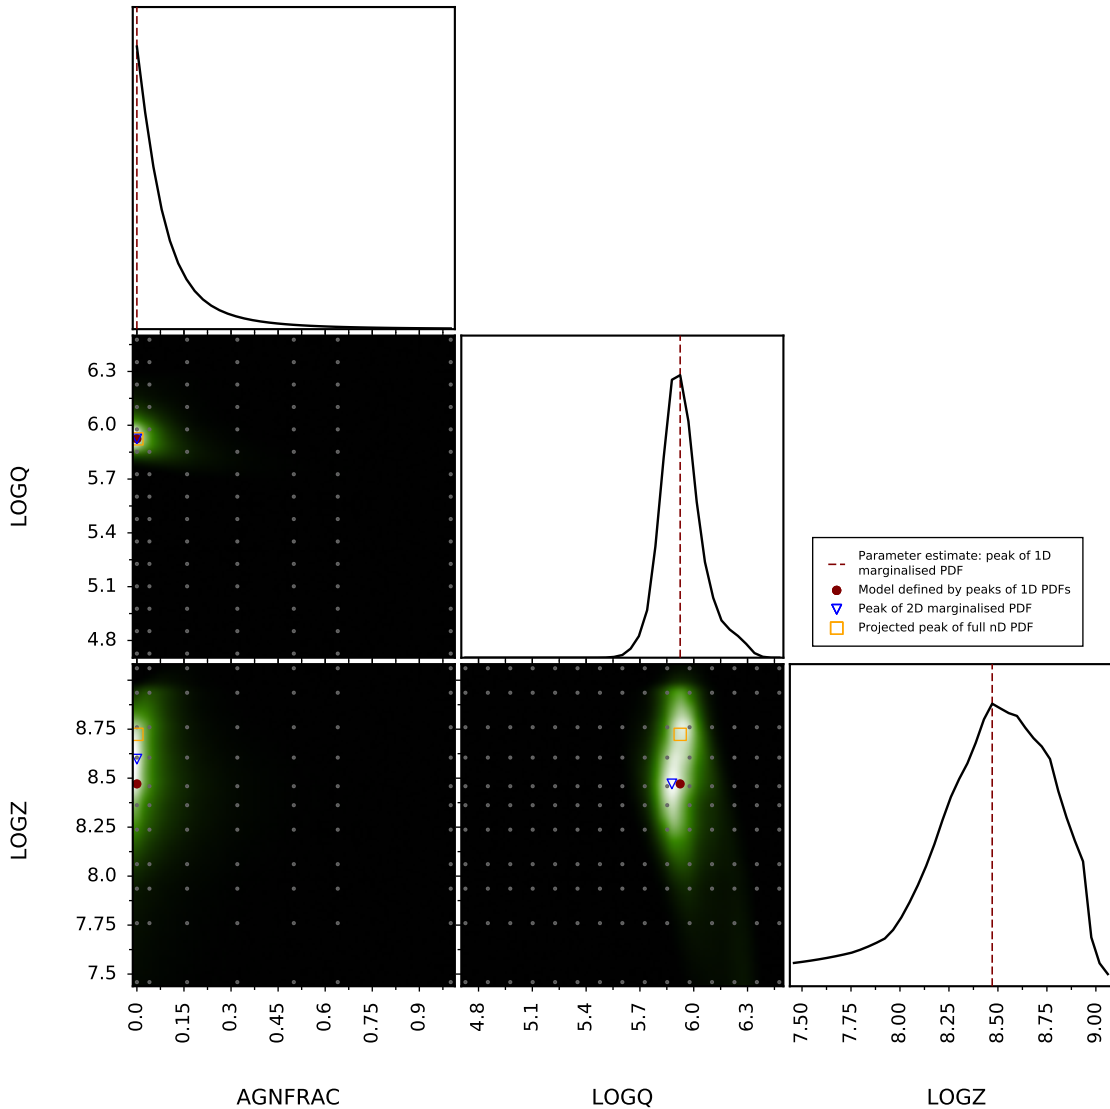 6.3
6.0
5.7
5.4
5.1
4.8
LOGQ
Parameter estimate: peak of 1D
marginalised PDF
Model defined by peaks of 1D PDFs
Peak of 2D marginalised PDF
Projected peak of full nD PDF
8.75
8.5
8.25
8.0
7.75
7.5
LOGZ
0.0 0.15 0.3 0.45 0.6 0.75 0.9
4.8 5.1 5.4 5.7 6.0 6.3
7.50 7.75 8.00 8.25 8.50 8.75 9.00
AGNFRAC LOGQ LOGZ